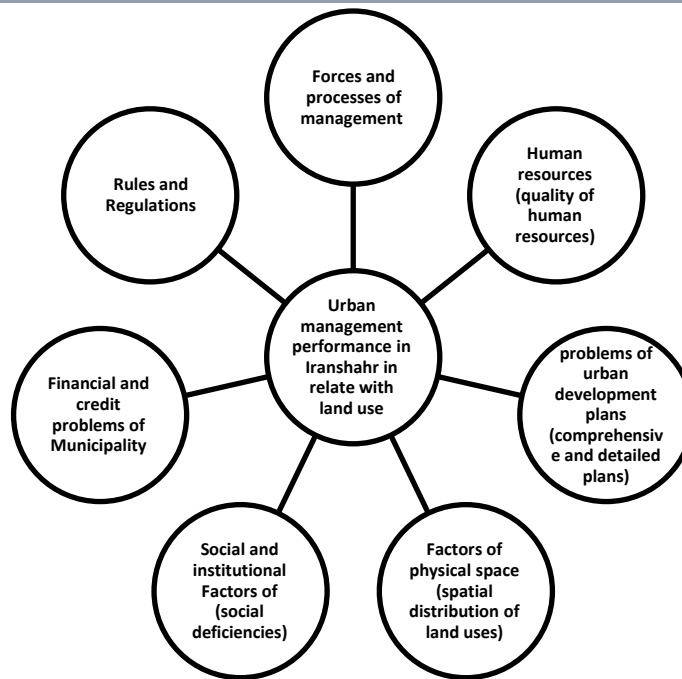 Forces and
processes of
management
Human
resources
(quality of
human
resources)
problems of
urban
development
plans
(comprehensiv
e and detailed
plans)
Factors of
physical space
(spatial
distribution of
land uses)
Social and
institutional
Factors of
(social
deficiencies)
Financial and
credit
problems of
Municipality
Rules and
Regulations
Urban
management
performance in
Iranshahr in
relate with
land use